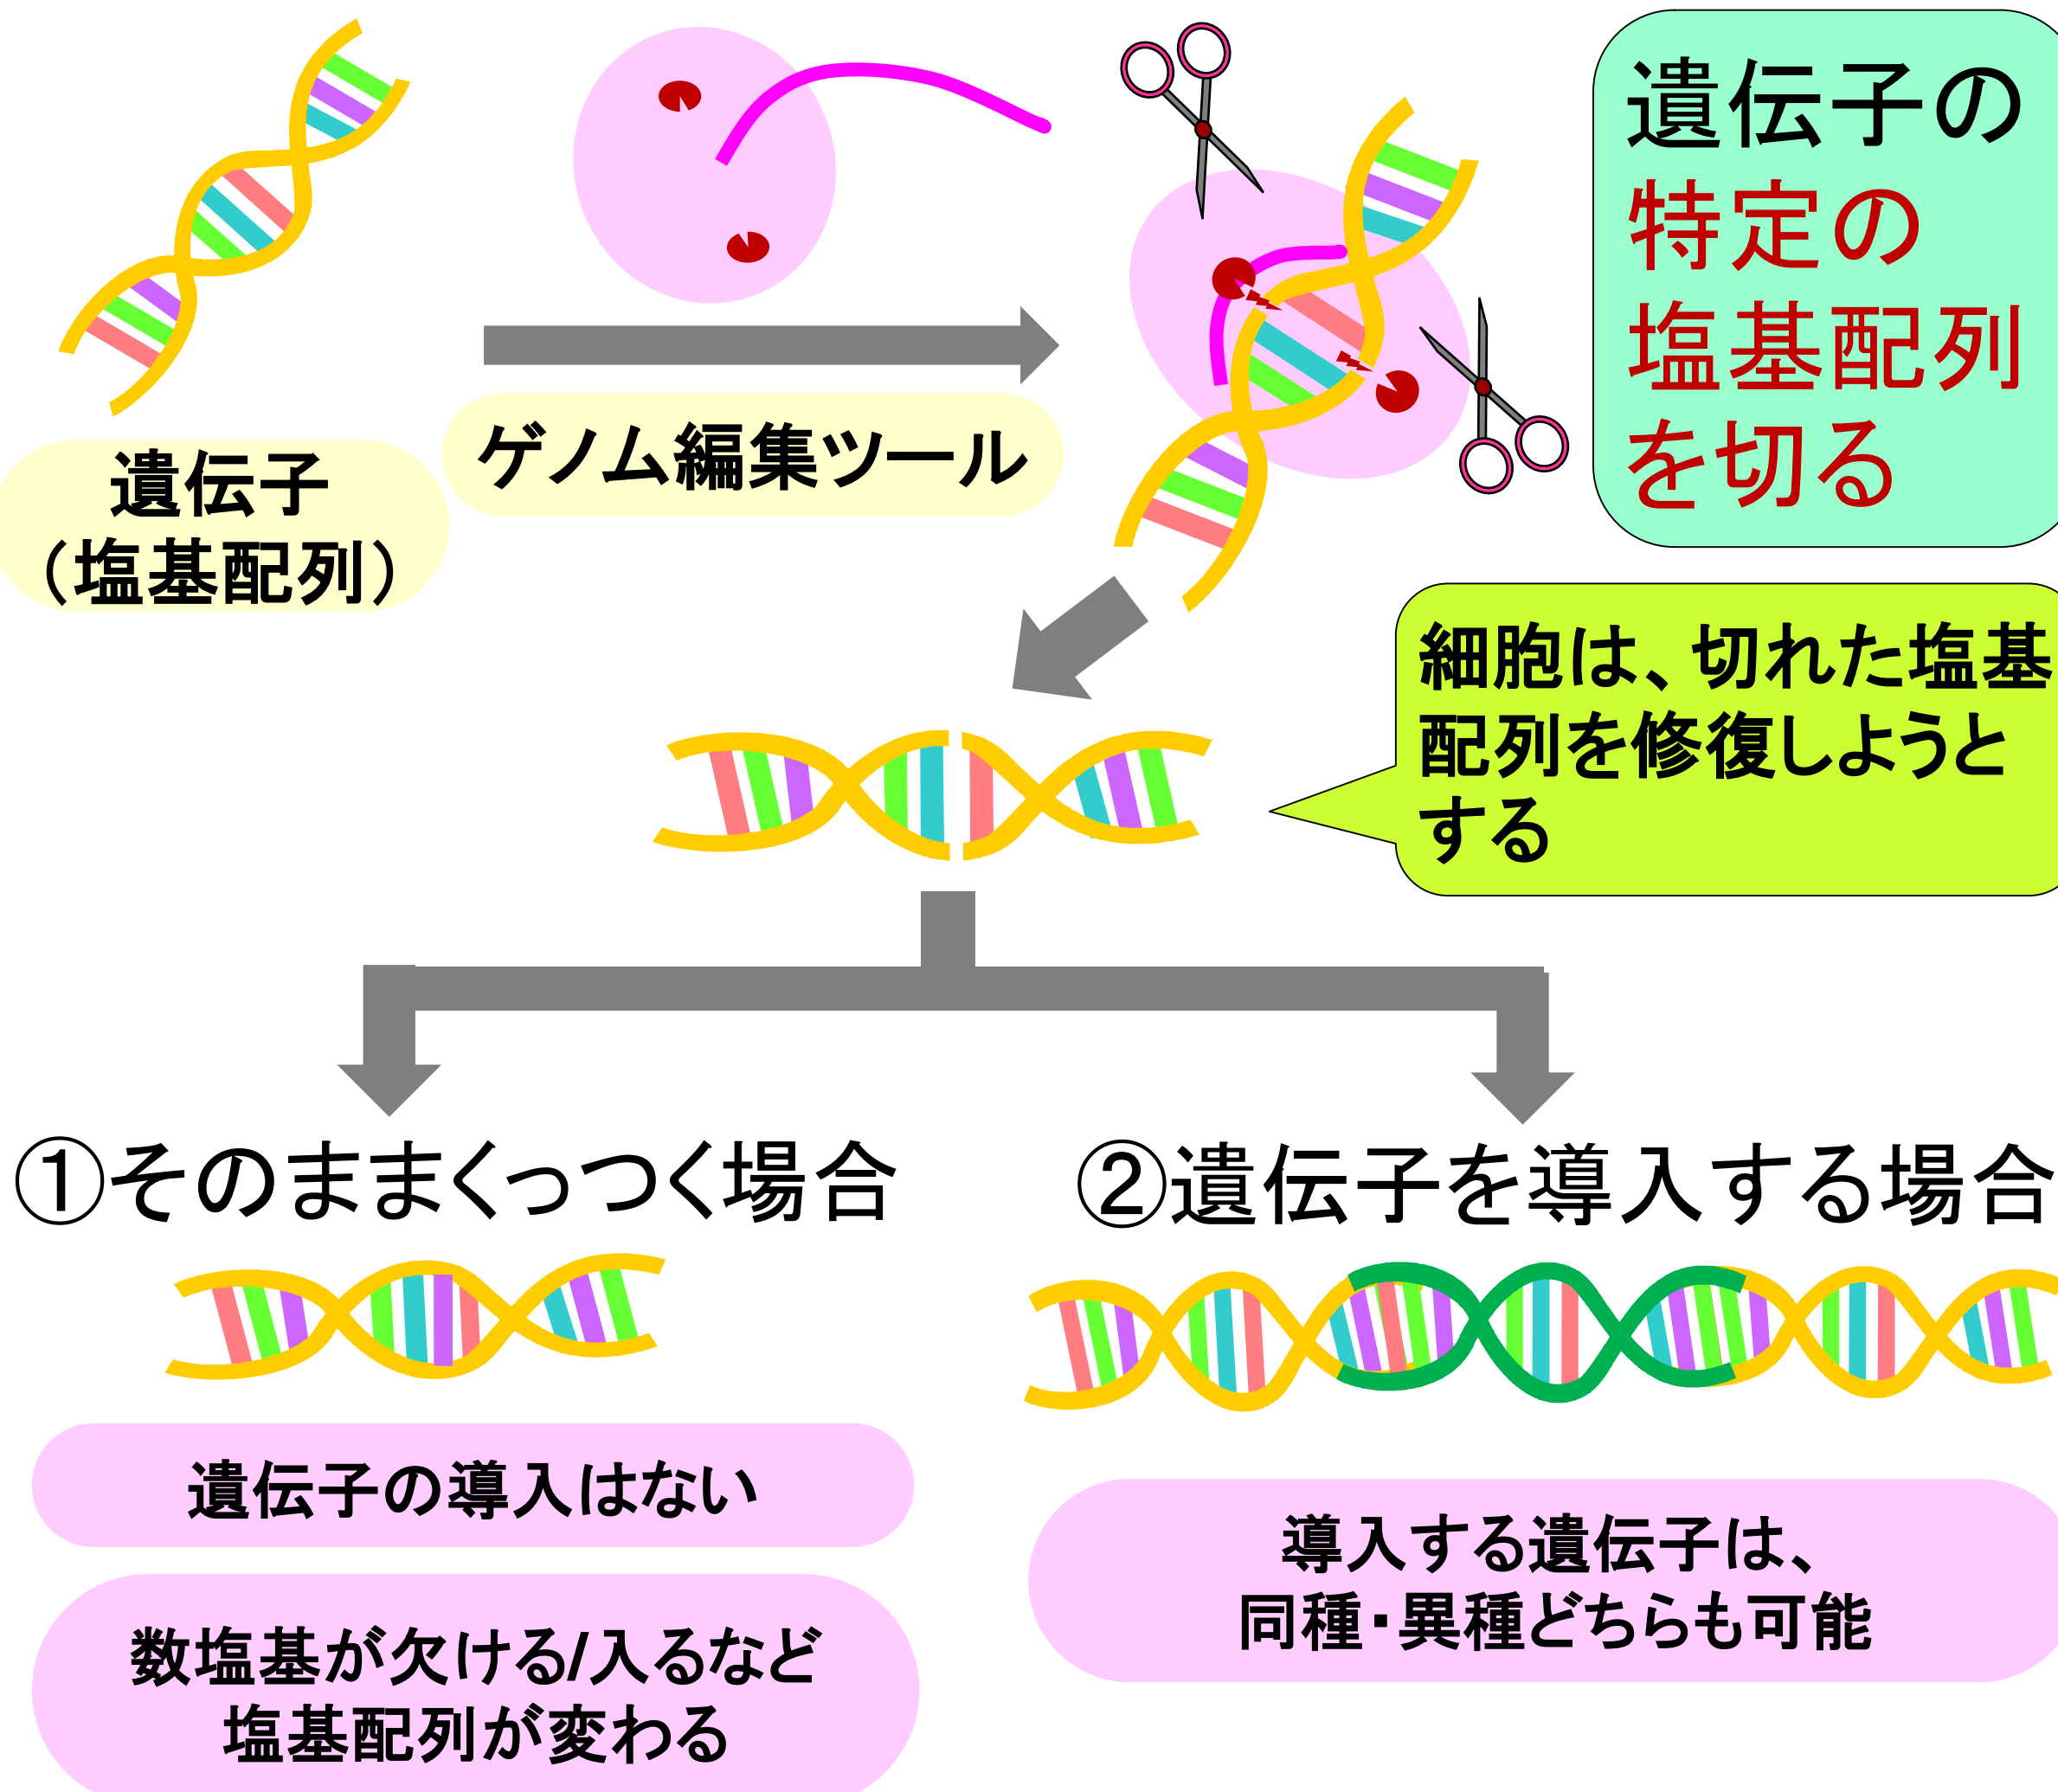 遺伝子の
特定の
塩基配列
を切る
ゲノム編集ツール
遺伝子
（塩基配列）
細胞は、切れた塩基
配列を修復しようと
する
①そのままくっつく場合
②遺伝子を導入する場合
遺伝子の導入はない
数塩基が欠ける/入るなど
塩基配列が変わる
導入する遺伝子は、
同種・異種どちらも可能